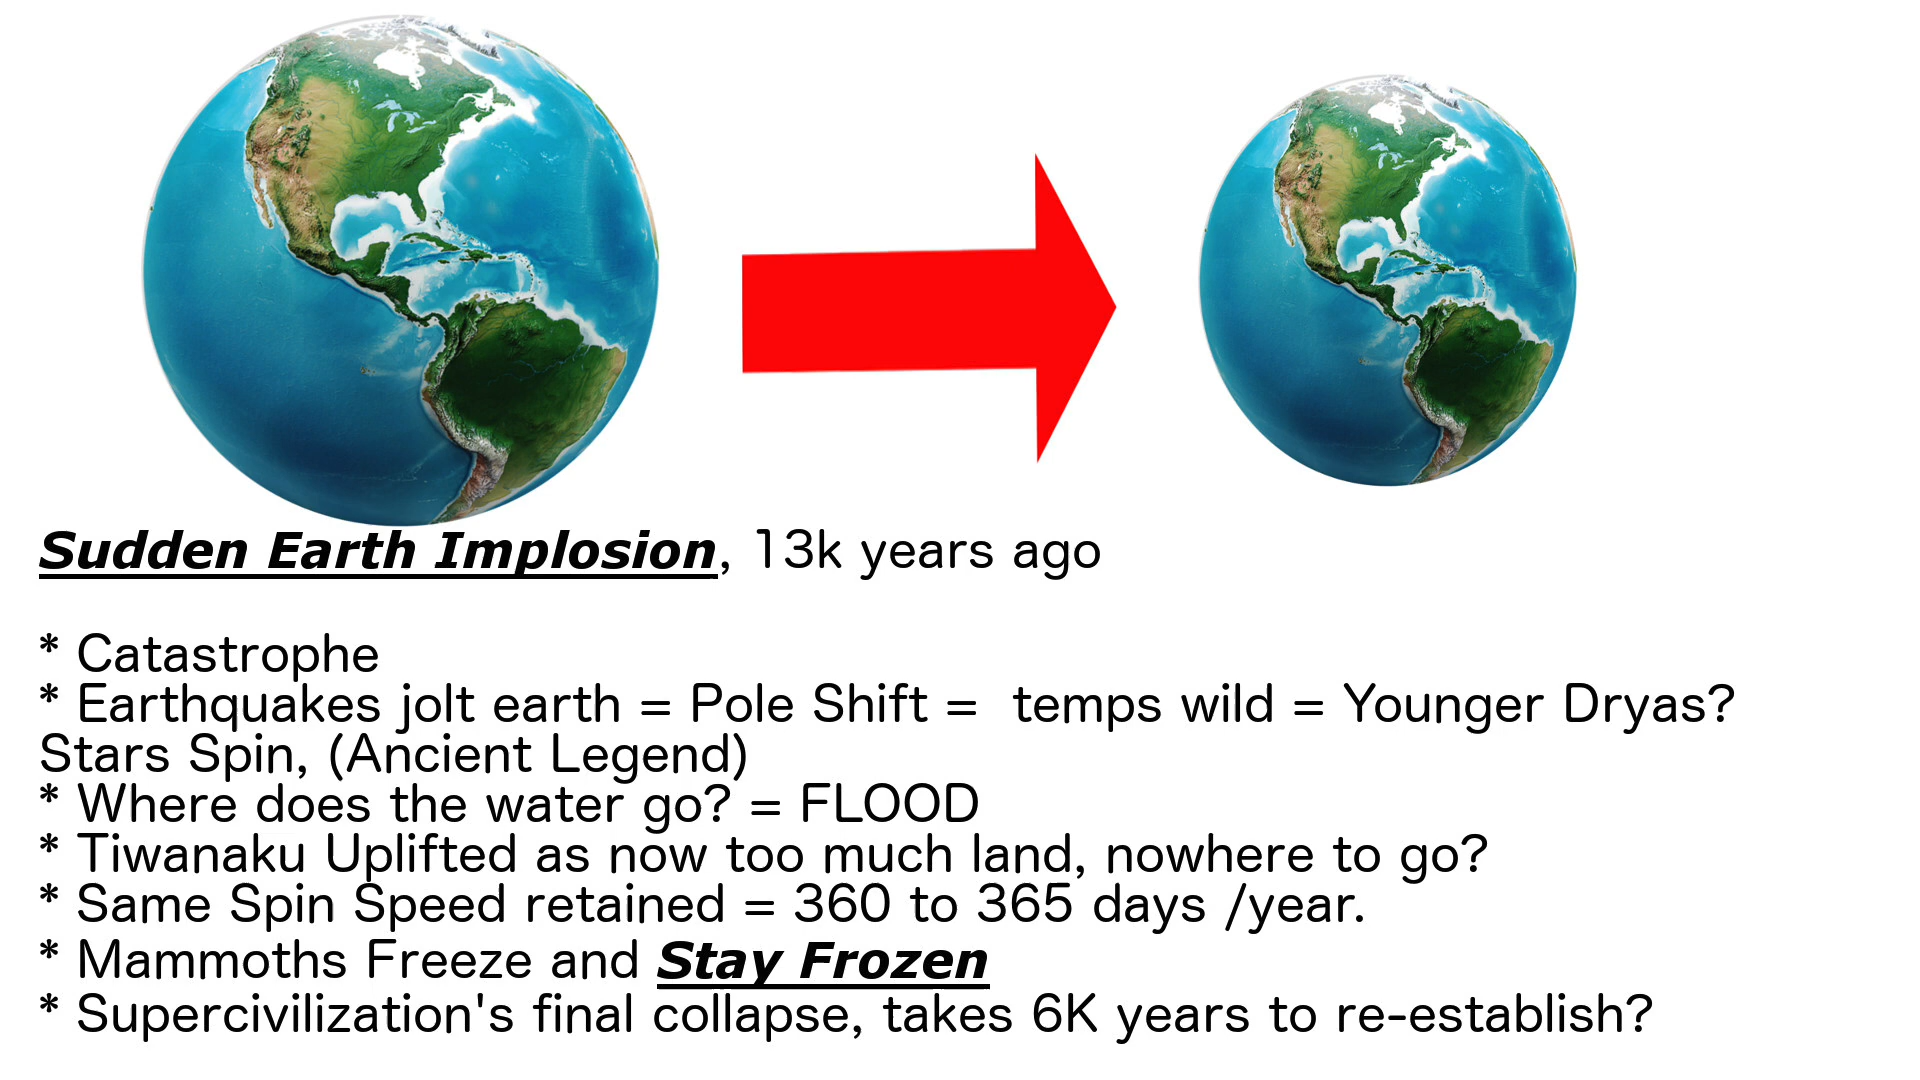 Sudden Earth Implosion, 13k years ago
* Catastrophe
* Earthquakes jolt earth = Pole Shift =  temps wild = Younger Dryas?
Stars Spin, (Ancient Legend)
* Where does the water go? = FLOOD
* Tiwanaku Uplifted as now too much land, nowhere to go?
* Same Spin Speed retained = 360 to 365 days /year.
* Mammoths Freeze and Stay Frozen
* Supercivilization's final collapse, takes 6K years to re-establish?